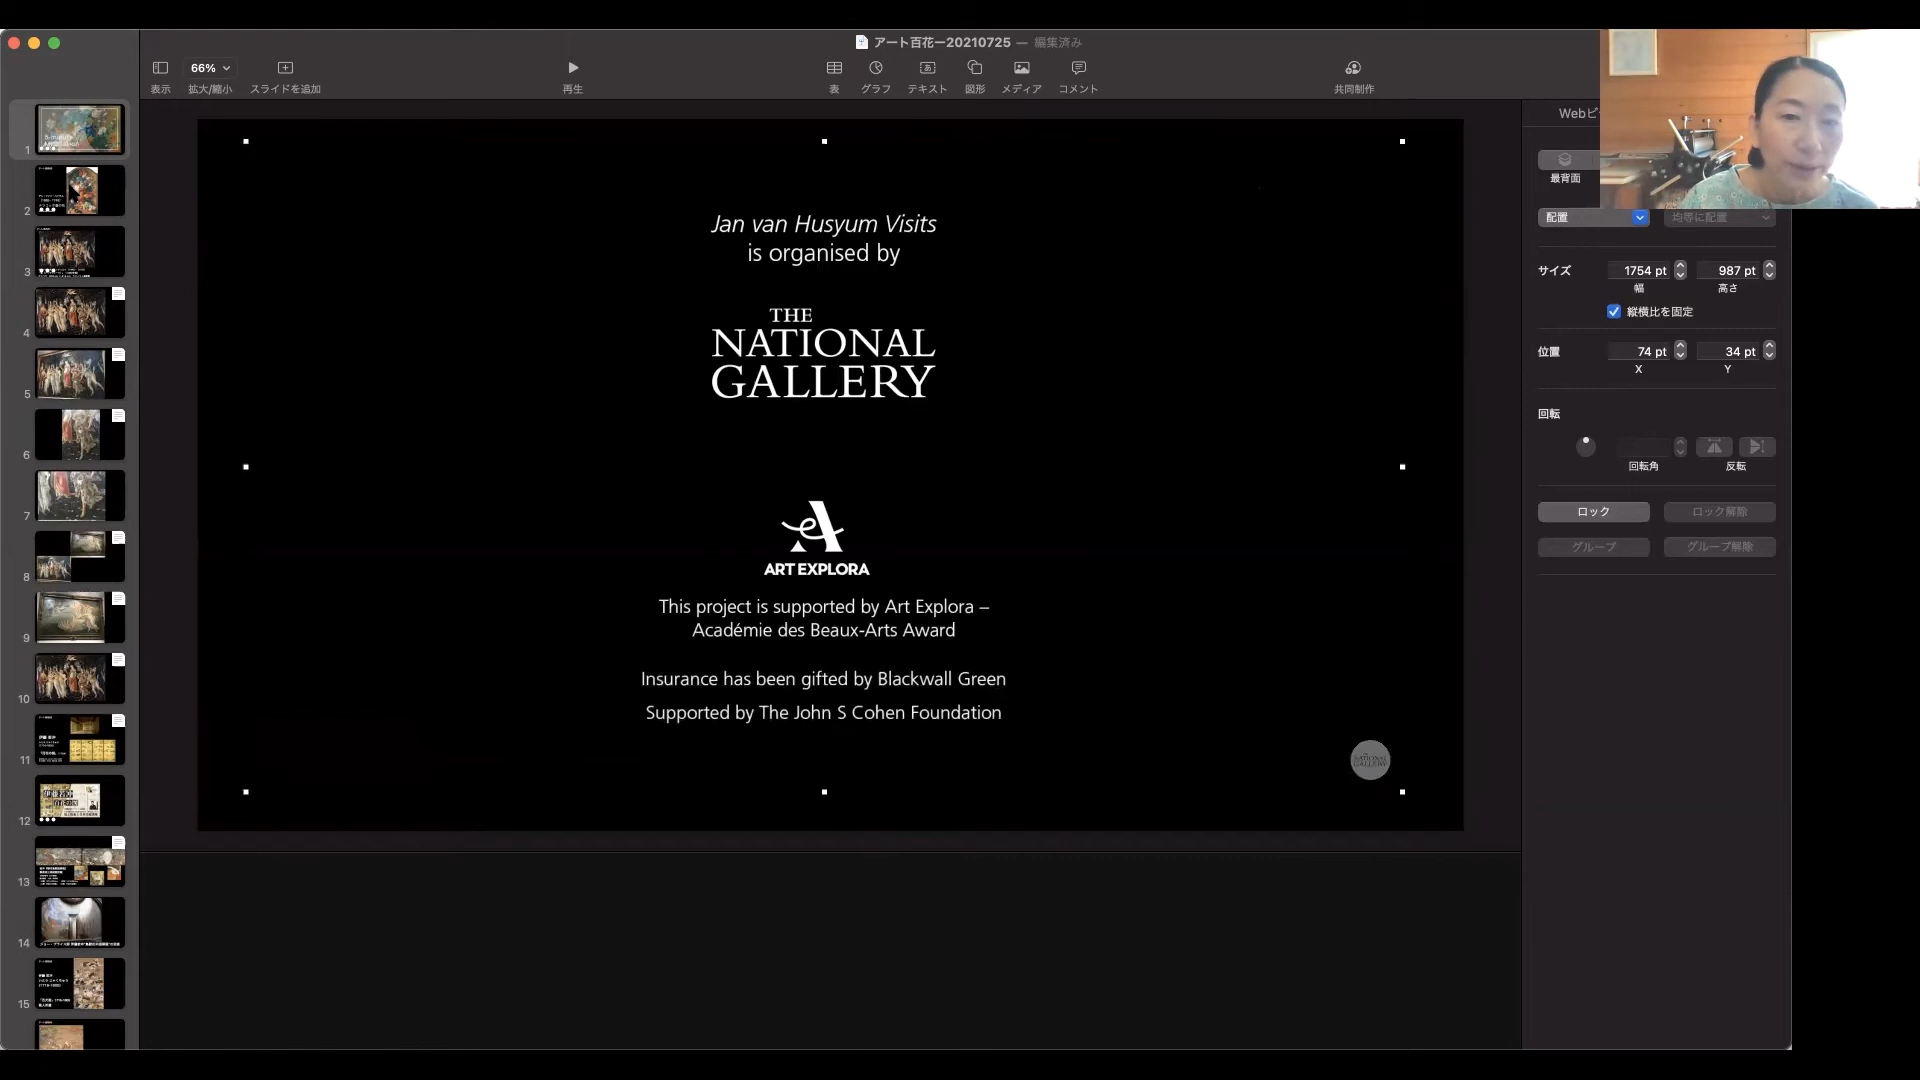 アート百花ー20210725 — 編集済み
66%
表示
拡大/縮小
スライドを追加
再生
表
グラフ
テキスト
図形
メディア
コメント
共同制作
Webビ
最背面
配置
均等に配置
サイズ
1754 pt
987 pt
幅
高さ
縦横比を固定
位置
74 pt
34 pt
X
Y
回転
回転角
反転
ロック
ロック解除
グループ
グループ解除
Jan van Husyum Visits
is organised by
THE
NATIONAL
GALLERY
ART EXPLORA
This project is supported by Art Explora –
Académie des Beaux-Arts Award
Insurance has been gifted by Blackwall Green
Supported by The John S Cohen Foundation
NATIONAL
GALLERY
1
2
3
4
5
6
7
8
9
10
11
12
13
14
15